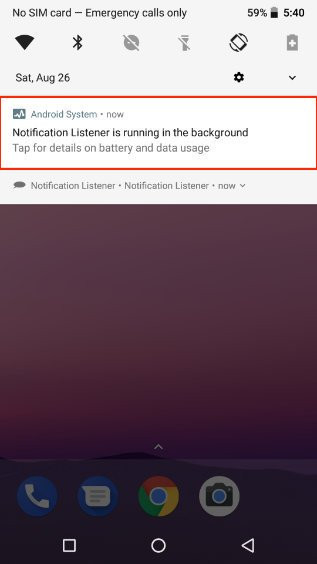 No SIM card — Emergency calls only 59% 5:40
Sat, Aug 26
Android System • now
Notification Listener is running in the background
Tap for details on battery and data usage
Notification Listener • Notification Listener • now